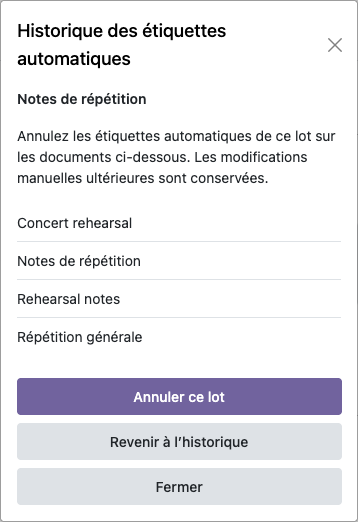 Historique des étiquettes
automatiques
Notes de répétition
Annulez les étiquettes automatiques de ce lot sur
les documents ci-dessous. Les modifications
manuelles ultérieures sont conservées.
Concert rehearsal
Notes de répétition
Rehearsal notes
Répétition générale
Annuler ce lot
Revenir à l’historique
Fermer